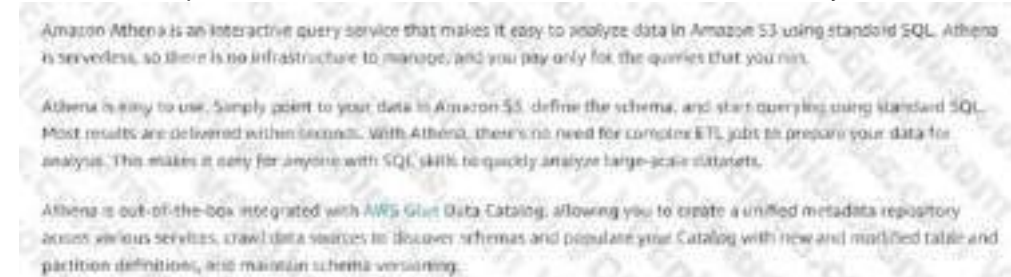 Amazon Athena is an interactive query service that makes it easy to analyze data in Amazon S3 using standard SQL. Athena
is serverless, so there is no infrastructure to manage, and you pay only for the queries that you run.
Athena is easy to use. Simply point to your data in Amazon S3, define the schema, and start querying using standard SQL.
Most results are delivered within seconds. With Athena, there's no need for complex ETL jobs to prepare your data for
analysis. This makes it easy for anyone with SQL skills to quickly analyze large-scale datasets.
Athena is out-of-the-box integrated with AWS Glue Data Catalog, allowing you to create a unified metadata repository
across various services, crawl data sources to discover schemas and populate your Catalog with new and modified table and
partition definitions, and maintain schema versioning.